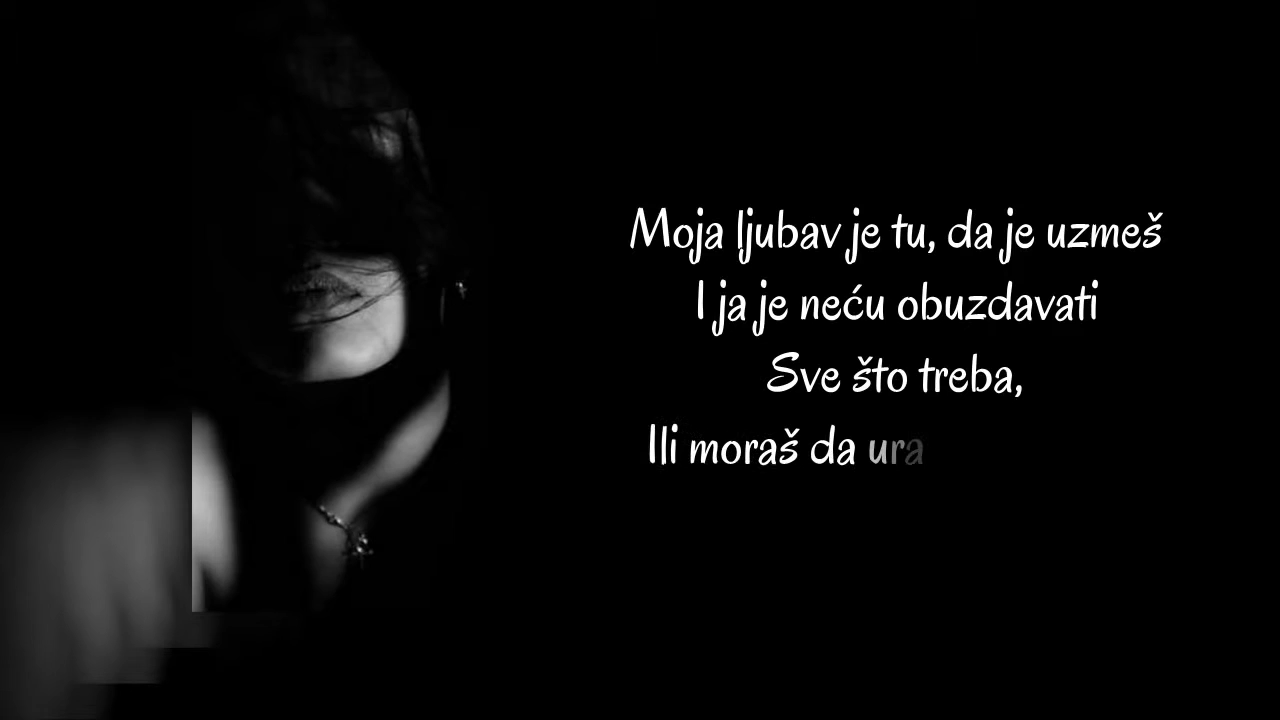 Moja ljubav je tu, da je uzmeš
I ja je neću obuzdavati
Sve što treba,
Ili moraš da ura